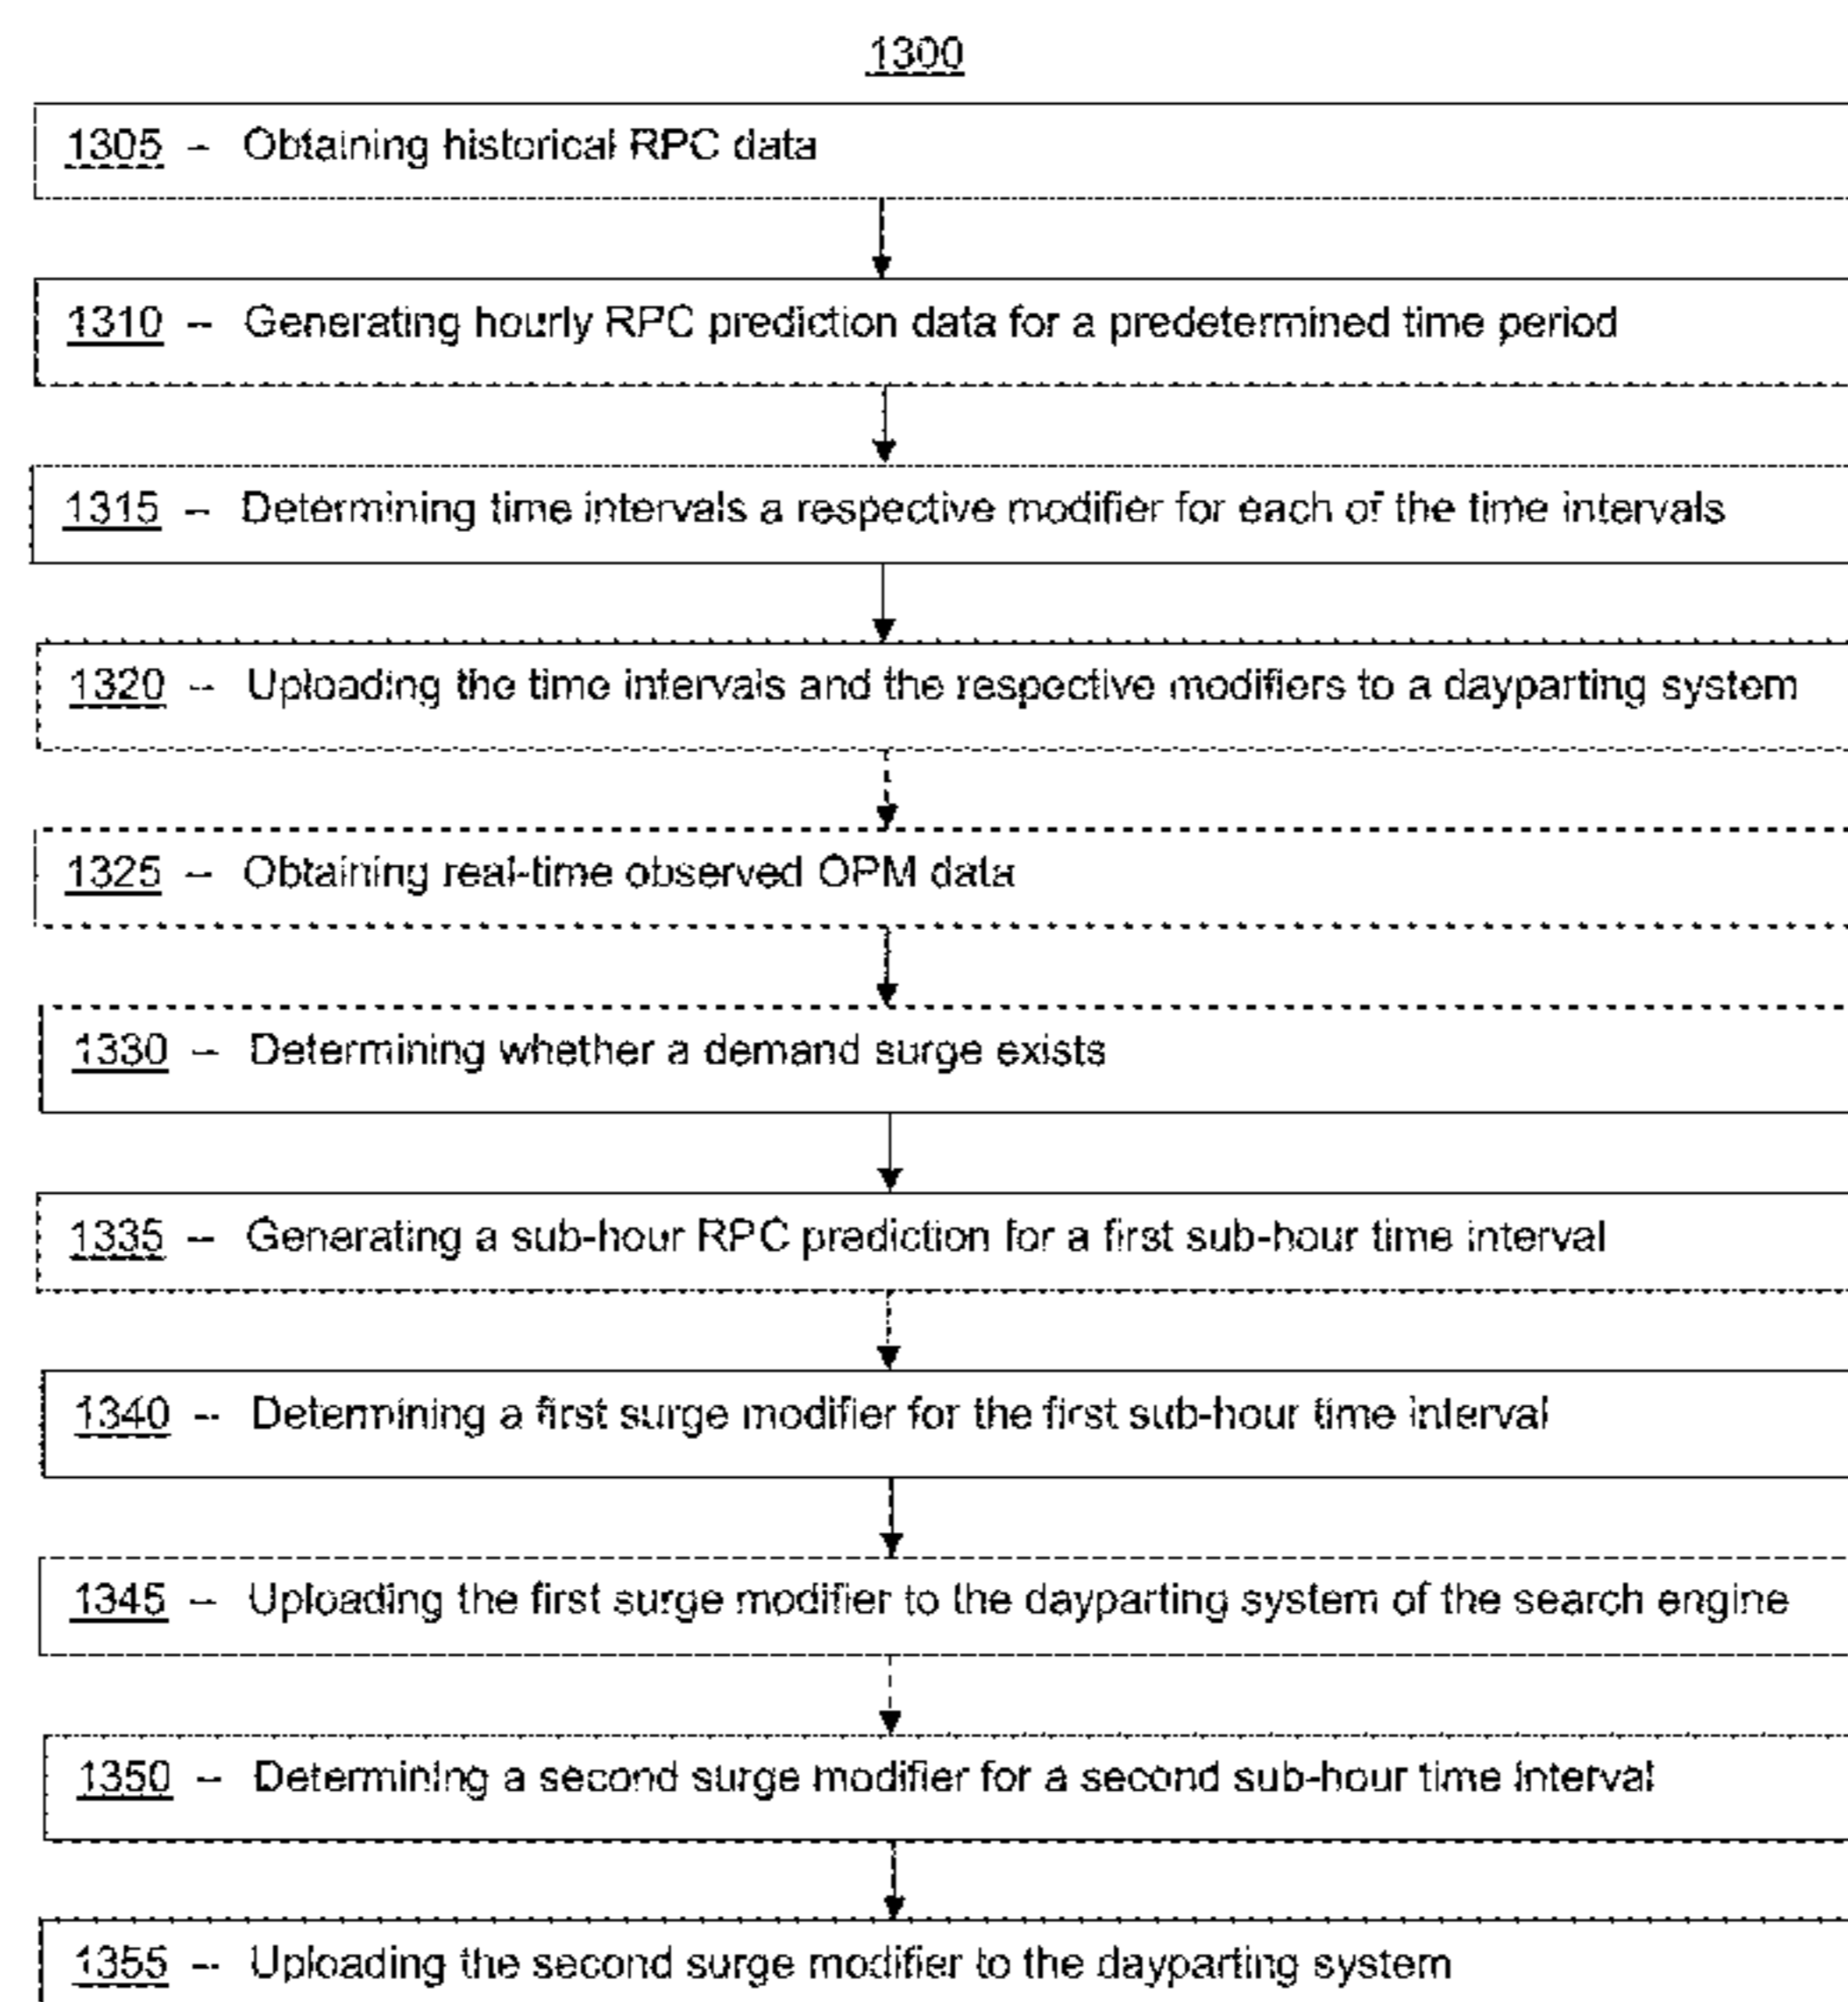 1300
1305 – Obtaining historical RPC data
1310 – Generating hourly RPC prediction data for a predetermined time period
1315 – Determining time intervals a respective modifier for each of the time intervals
1320 – Uploading the time intervals and the respective modifiers to a dayparting system
1325 – Obtaining real-time observed OPM data
1330 – Determining whether a demand surge exists
1335 – Generating a sub-hour RPC prediction for a first sub-hour time interval
1340 – Determining a first surge modifier for the first sub-hour time interval
1345 – Uploading the first surge modifier to the dayparting system of the search engine
1350 – Determining a second surge modifier for a second sub-hour time interval
1355 – Uploading the second surge modifier to the dayparting system